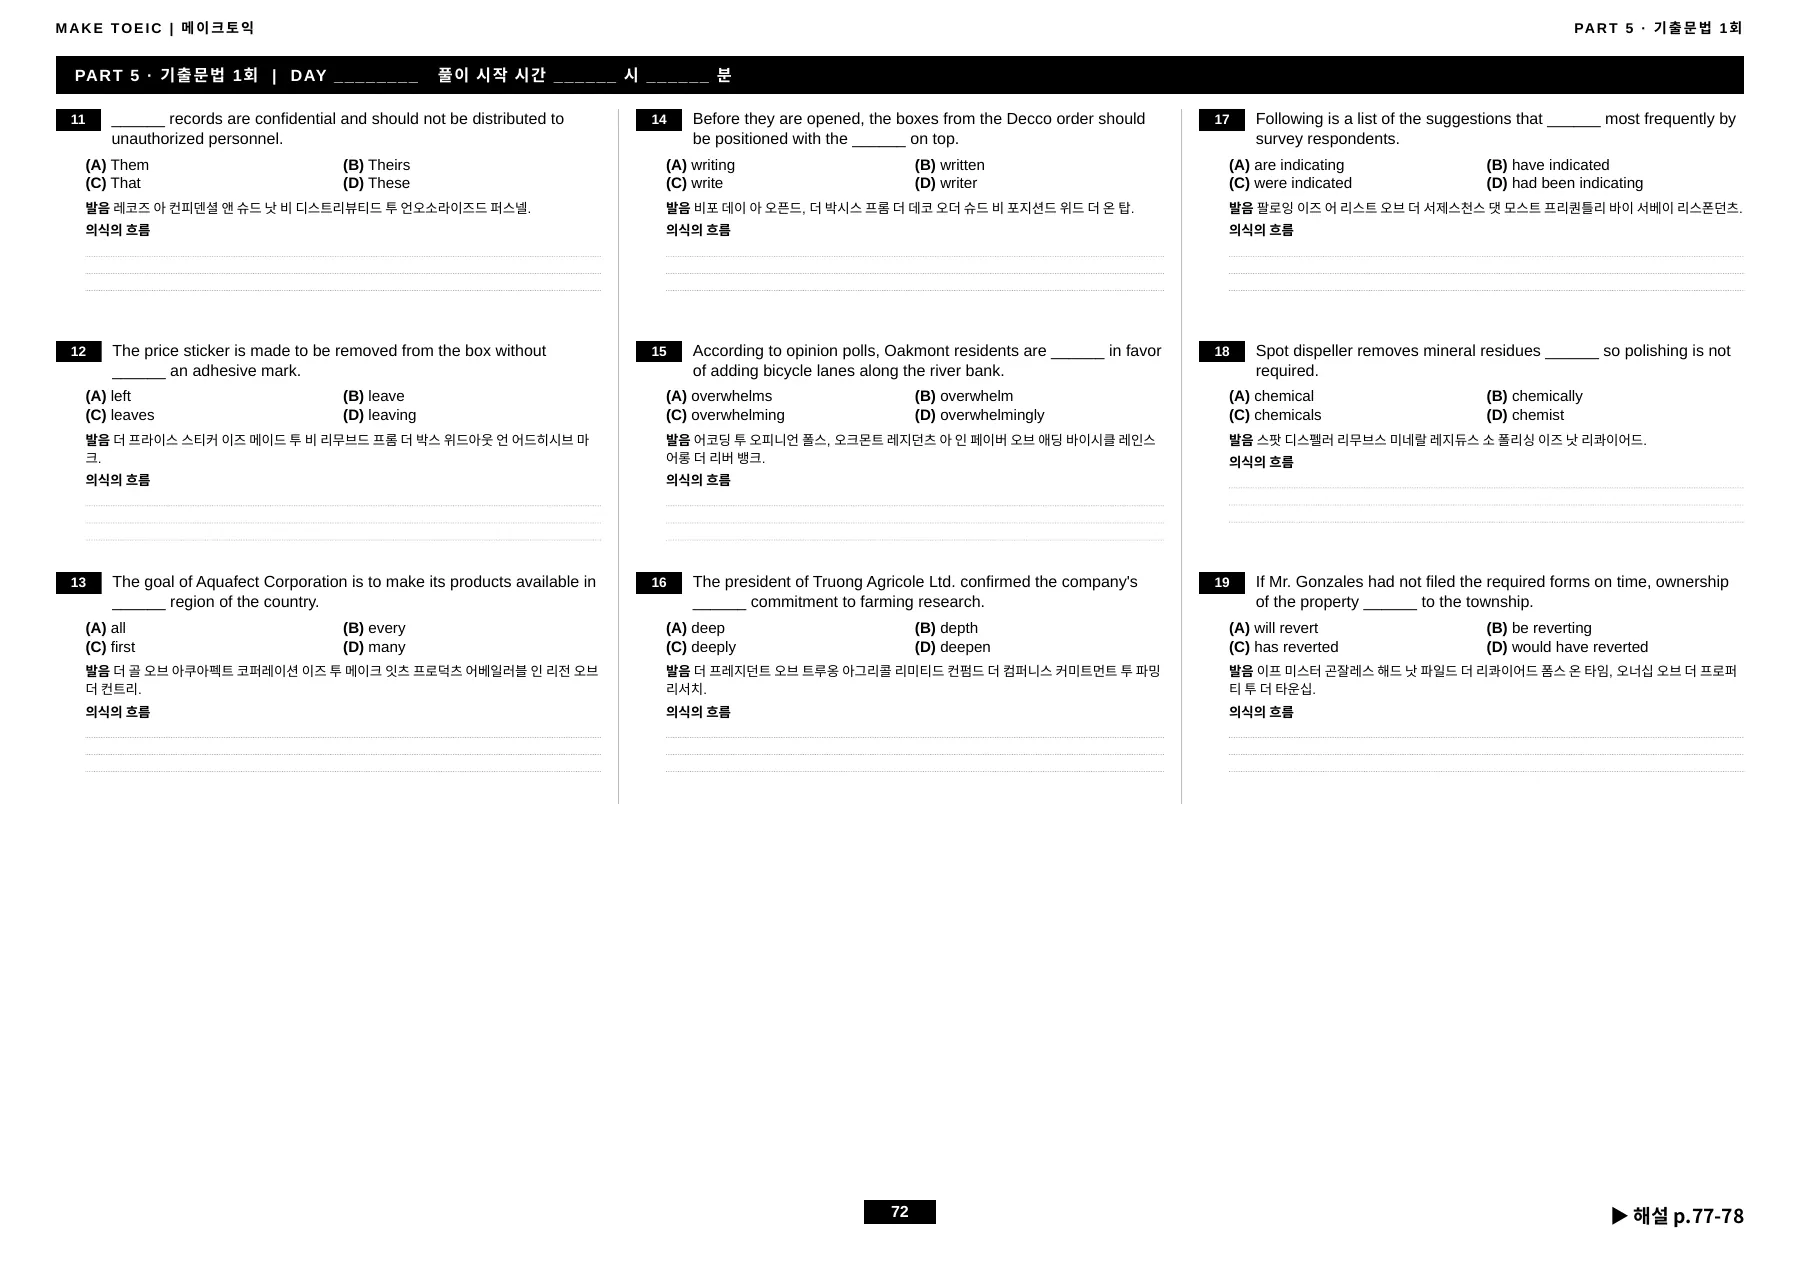 MAKE TOEIC | 메이크토익
PART 5 · 기출문법 1회
PART 5 · 기출문법 1회 | DAY ________ 풀이 시작 시간 ______ 시 ______ 분
11 ______ records are confidential and should not be distributed to
unauthorized personnel.
(A) Them (B) Theirs
(C) That (D) These
발음 레코즈 아 컨피덴셜 앤 슈드 낫 비 디스트리뷰티드 투 언오소라이즈드 퍼스넬.
의식의 흐름
12 The price sticker is made to be removed from the box without
______ an adhesive mark.
(A) left (B) leave
(C) leaves (D) leaving
발음 더 프라이스 스티커 이즈 메이드 투 비 리무브드 프롬 더 박스 위드아웃 언 어드히시브 마
크.
의식의 흐름
13 The goal of Aquafect Corporation is to make its products available in
______ region of the country.
(A) all (B) every
(C) first (D) many
발음 더 골 오브 아쿠아펙트 코퍼레이션 이즈 투 메이크 잇츠 프로덕츠 어베일러블 인 리전 오브
더 컨트리.
의식의 흐름
14 Before they are opened, the boxes from the Decco order should
be positioned with the ______ on top.
(A) writing (B) written
(C) write (D) writer
발음 비포 데이 아 오픈드, 더 박시스 프롬 더 데코 오더 슈드 비 포지션드 위드 더 온 탑.
의식의 흐름
15 According to opinion polls, Oakmont residents are ______ in favor
of adding bicycle lanes along the river bank.
(A) overwhelms (B) overwhelm
(C) overwhelming (D) overwhelmingly
발음 어코딩 투 오피니언 폴스, 오크몬트 레지던츠 아 인 페이버 오브 애딩 바이시클 레인스
어롱 더 리버 뱅크.
의식의 흐름
16 The president of Truong Agricole Ltd. confirmed the company's
______ commitment to farming research.
(A) deep (B) depth
(C) deeply (D) deepen
발음 더 프레지던트 오브 트루옹 아그리콜 리미티드 컨펌드 더 컴퍼니스 커미트먼트 투 파밍
리서치.
의식의 흐름
17 Following is a list of the suggestions that ______ most frequently by
survey respondents.
(A) are indicating (B) have indicated
(C) were indicated (D) had been indicating
발음 팔로잉 이즈 어 리스트 오브 더 서제스천스 댓 모스트 프리퀀틀리 바이 서베이 리스폰던츠.
의식의 흐름
18 Spot dispeller removes mineral residues ______ so polishing is not
required.
(A) chemical (B) chemically
(C) chemicals (D) chemist
발음 스팟 디스펠러 리무브스 미네랄 레지듀스 소 폴리싱 이즈 낫 리콰이어드.
의식의 흐름
19 If Mr. Gonzales had not filed the required forms on time, ownership
of the property ______ to the township.
(A) will revert (B) be reverting
(C) has reverted (D) would have reverted
발음 이프 미스터 곤잘레스 해드 낫 파일드 더 리콰이어드 폼스 온 타임, 오너십 오브 더 프로퍼
티 투 더 타운십.
의식의 흐름
72
▶ 해설 p.77-78